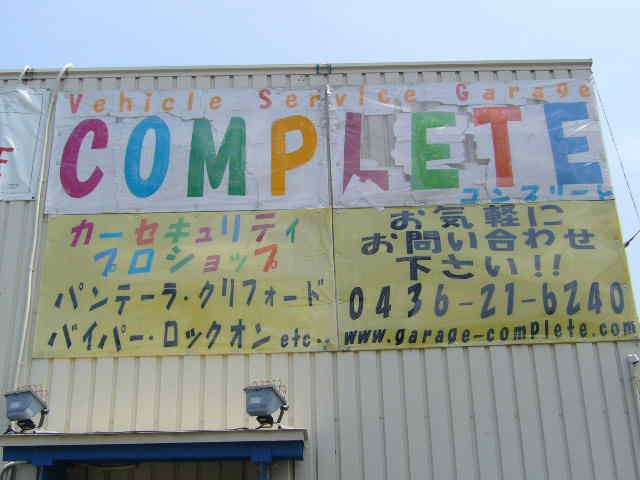 Vehicle Service Garage
COMPLETE
コンプリート
カーセキュリティ
プロショップ
パンテーラ・クリフォード
バイパー・ロックオン etc..
お気軽に
お問い合わせ
下さい!!
0436-21-6240
www.garage-complete.com